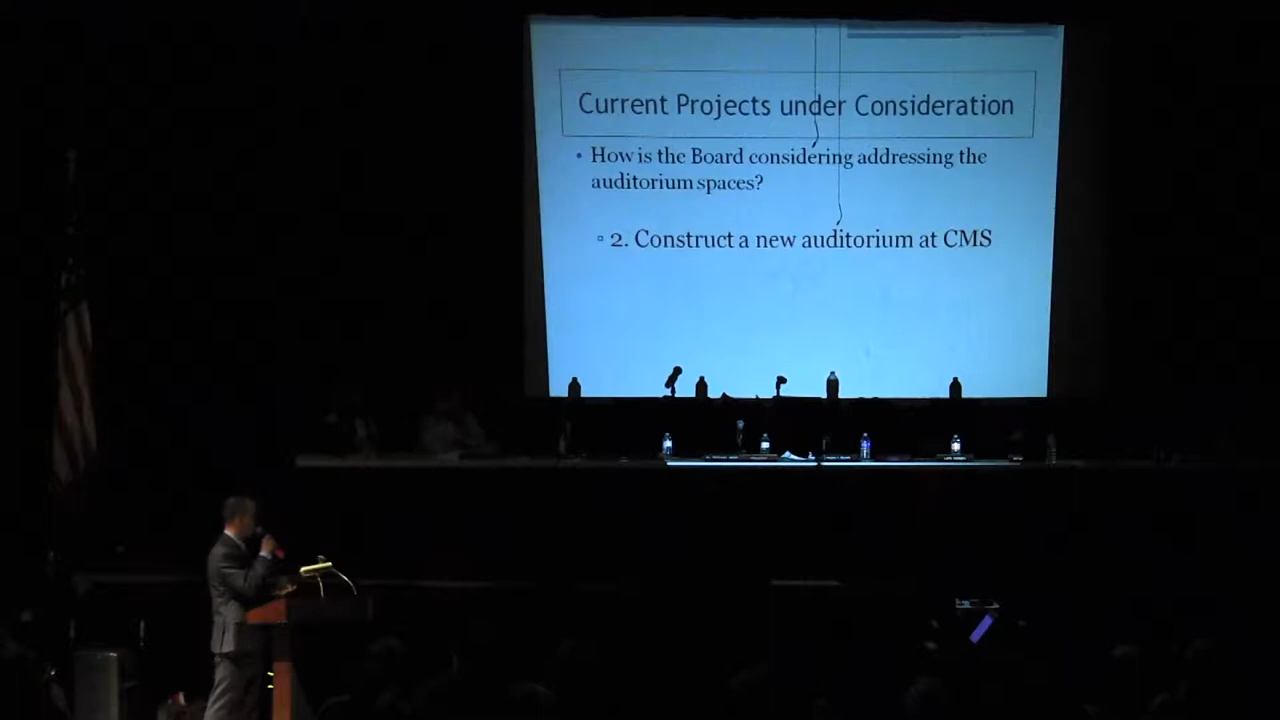 Current Projects under Consideration
• How is the Board considering addressing the
auditorium spaces?
▫ 2. Construct a new auditorium at CMS